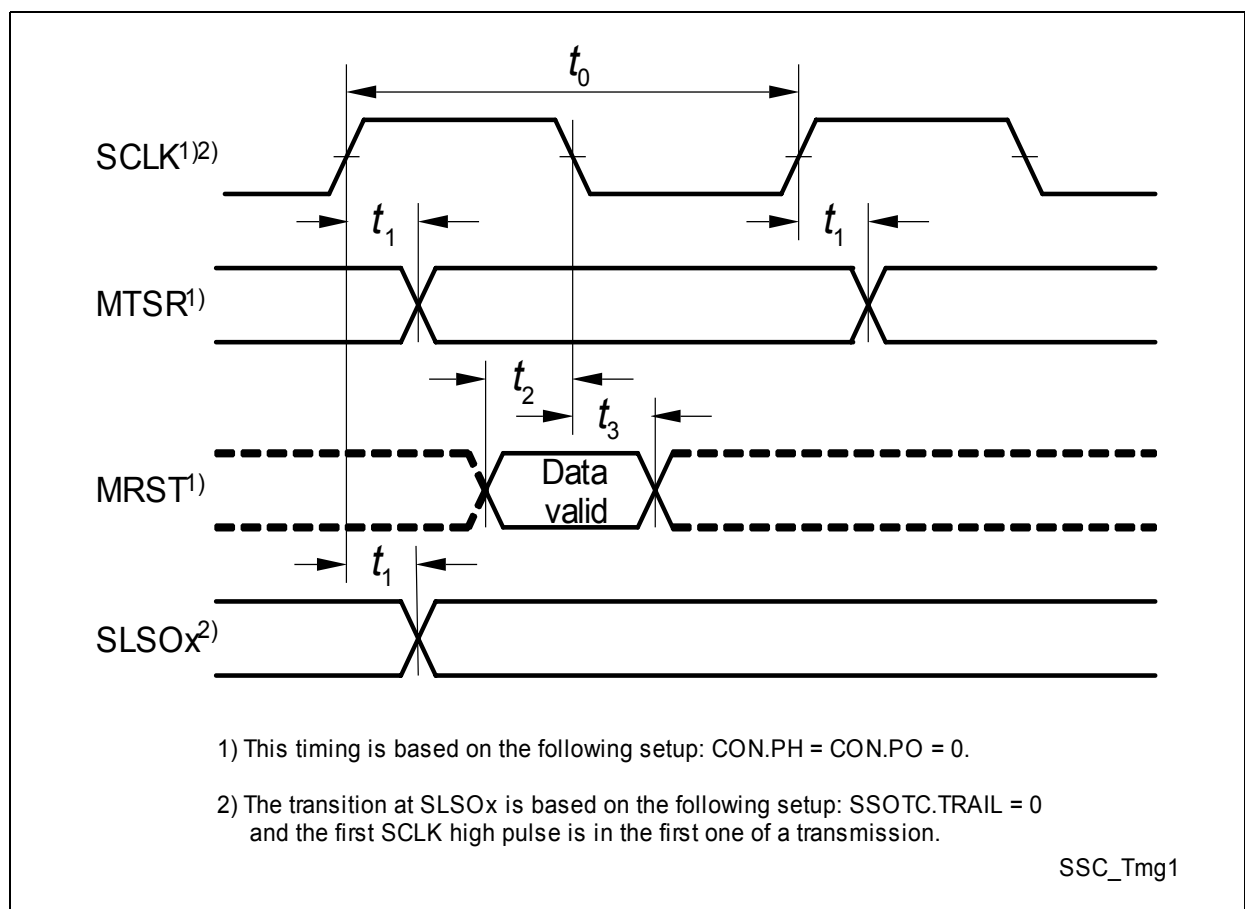 t0
SCLK1)2)
t1 t1
MTSR1)
t2
t3
MRST1)
Data
valid
t1
SLSOx2)
1) This timing is based on the following setup: CON.PH = CON.PO = 0.
2) The transition at SLSOx is based on the following setup: SSOTC.TRAIL = 0
and the first SCLK high pulse is in the first one of a transmission.
SSC_Tmg1